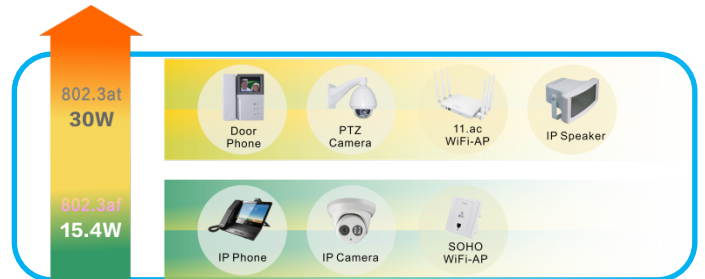 802.3at
30W
Door
Phone
PTZ
Camera
11.ac
WiFi-AP
IP Speaker
802.3af
15.4W
IP Phone
IP Camera
SOHO
WiFi-AP